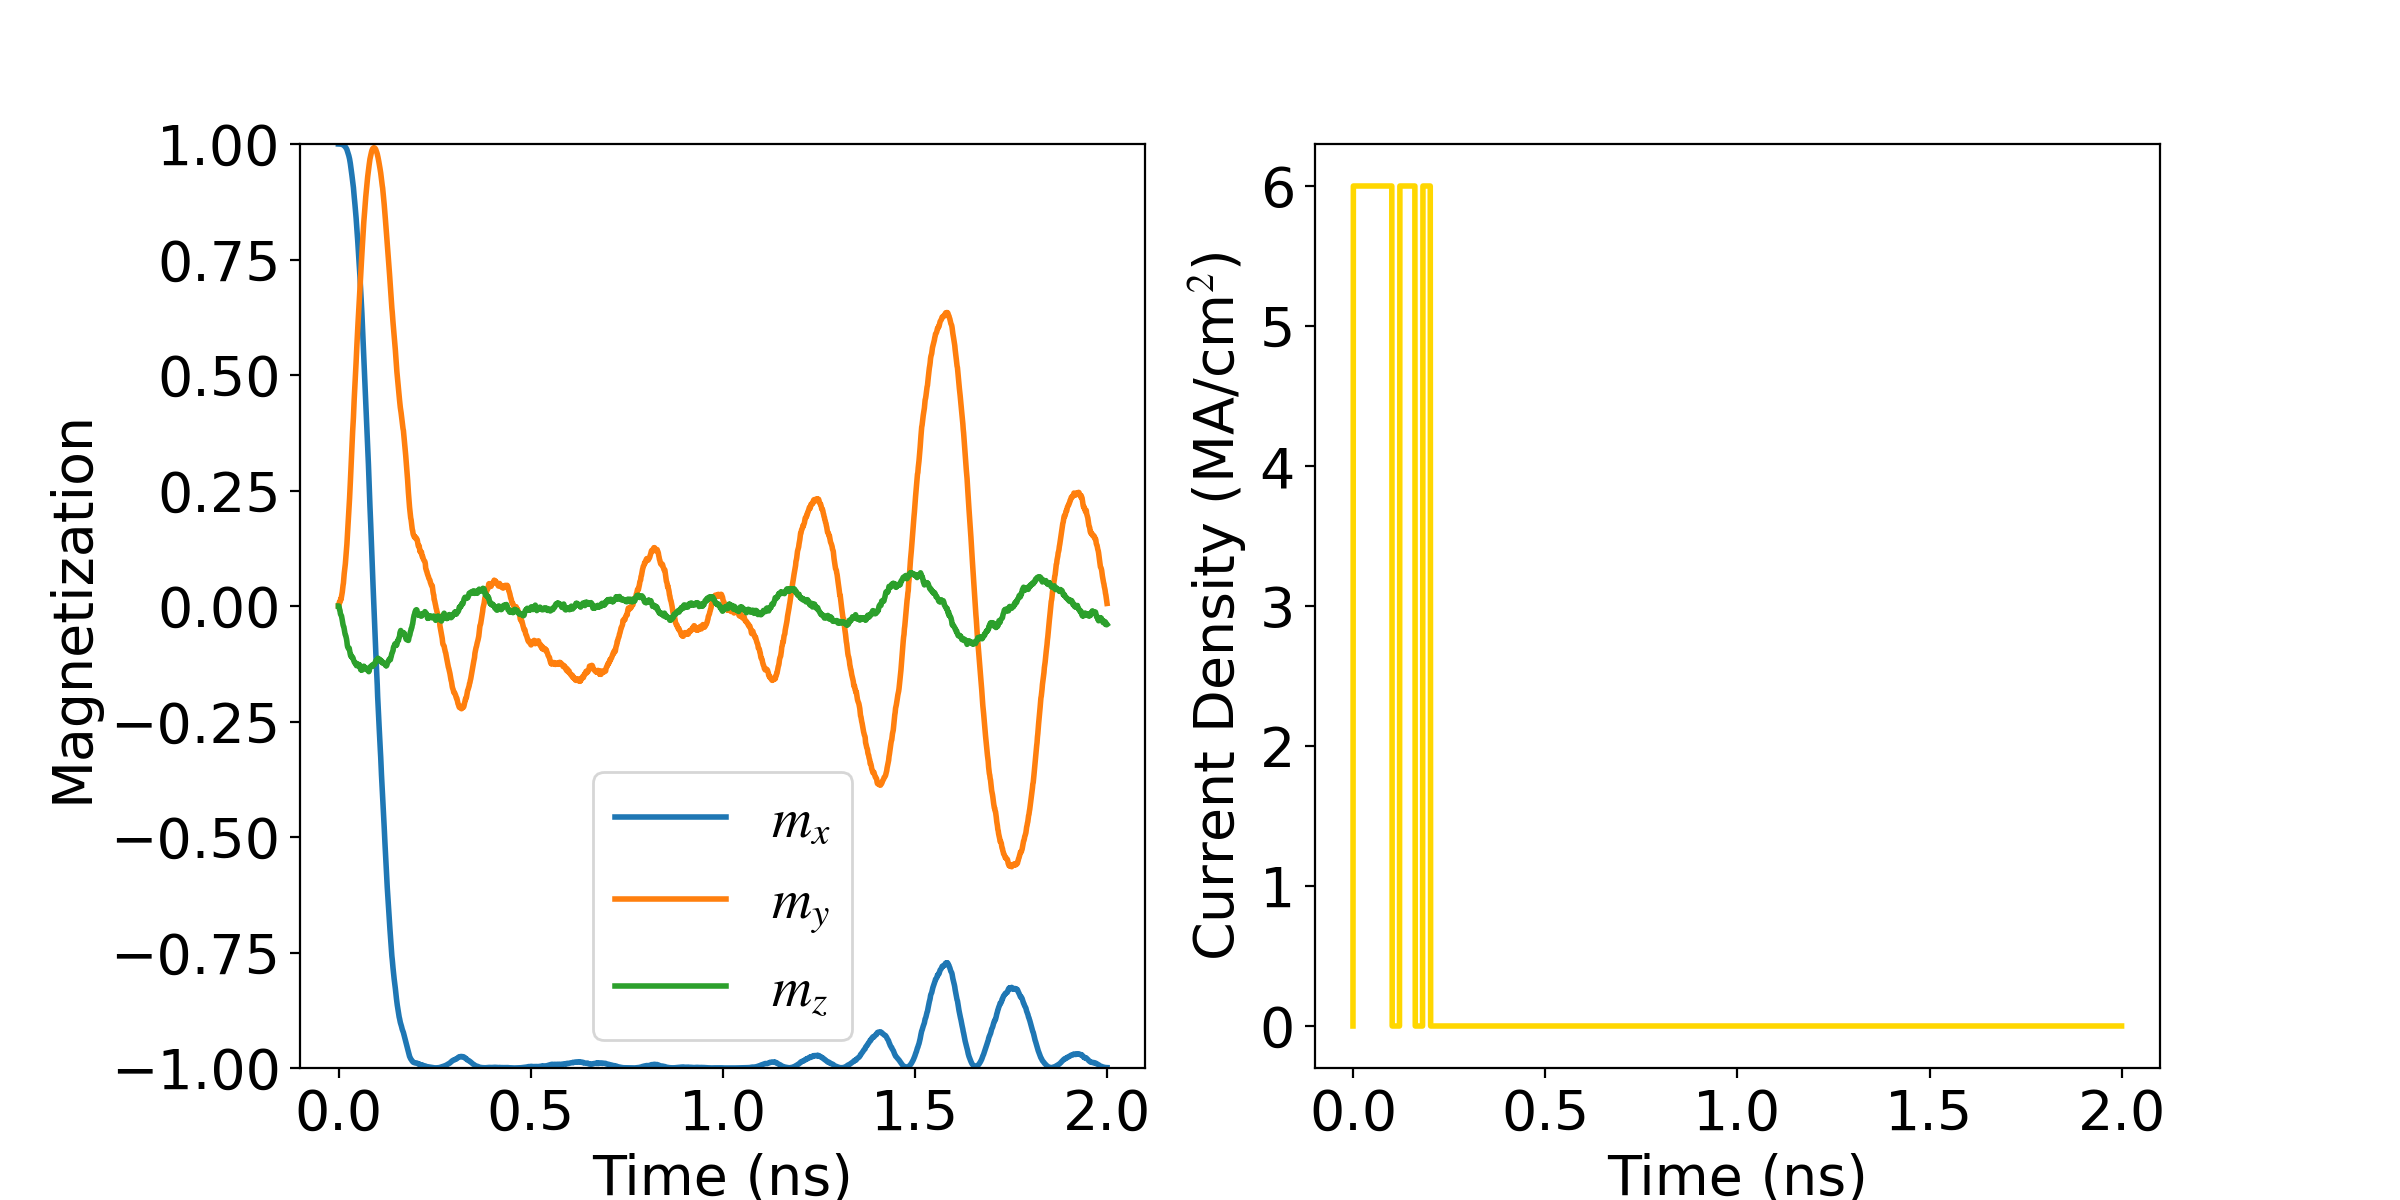 Magnetization
1.00
0.75
0.50
0.25
0.00
−0.25
−0.50
−0.75
−1.00
m_x
m_y
m_z
0.0 0.5 1.0 1.5 2.0
Time (ns)
Current Density (MA/cm²)
6
5
4
3
2
1
0
0.0 0.5 1.0 1.5 2.0
Time (ns)